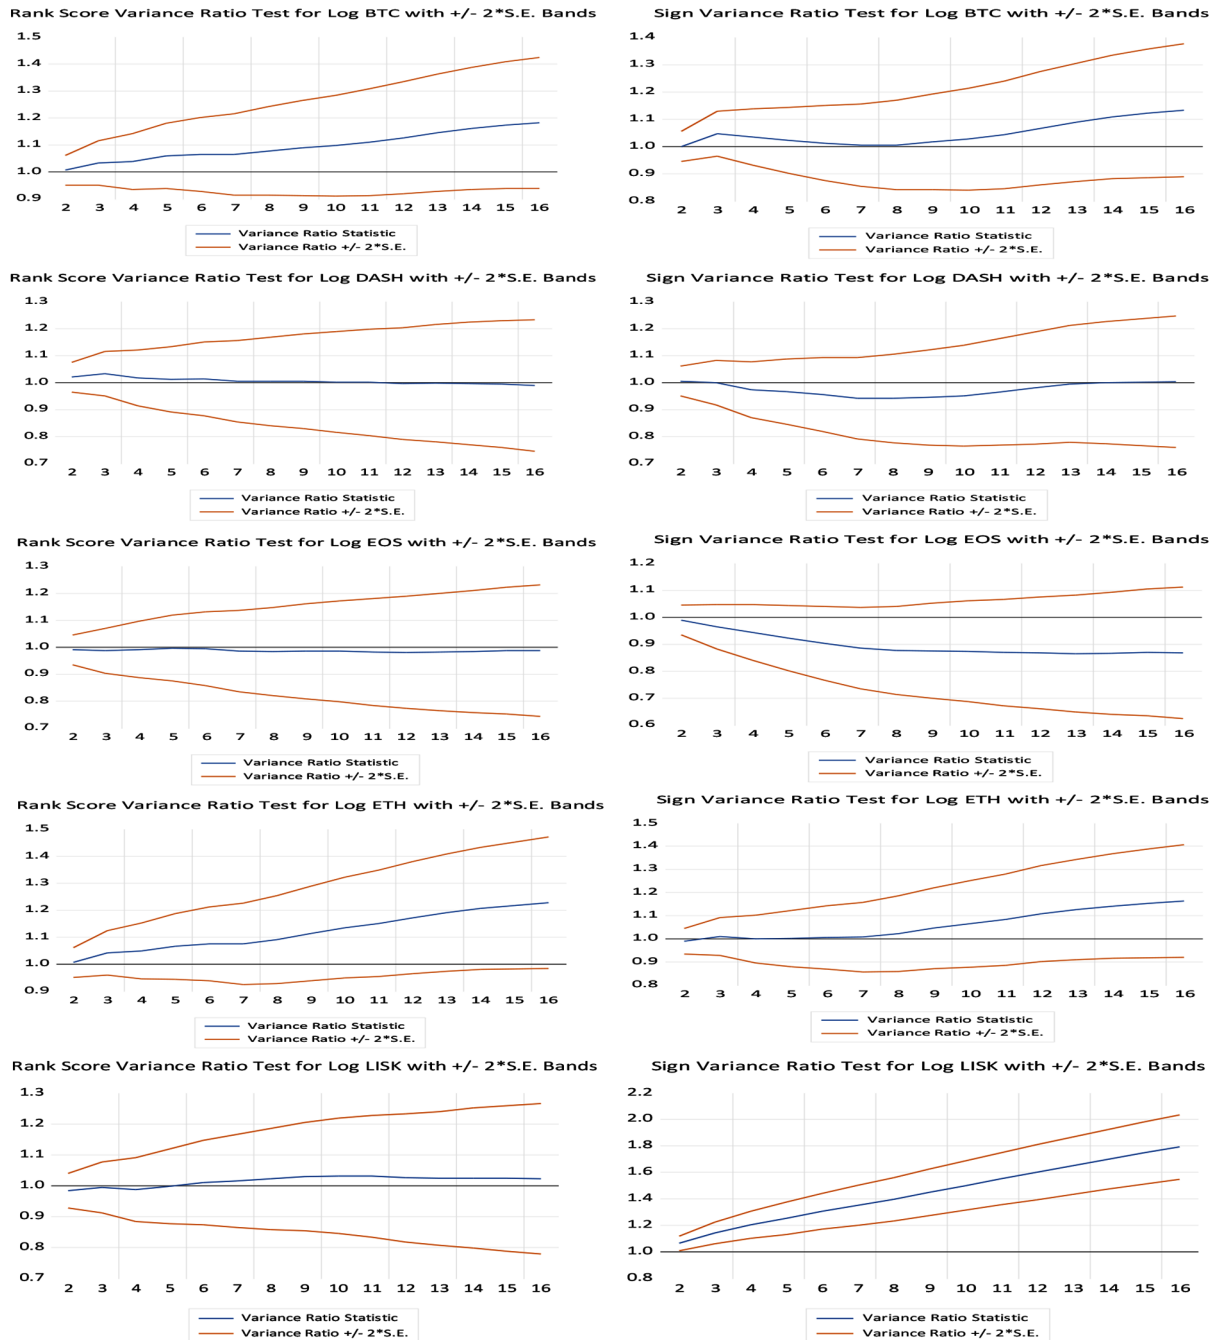 Rank Score Variance Ratio Test for Log BTC with +/- 2*S.E. Bands
1.5
1.4
1.3
1.2
1.1
1.0
0.9
2 3 4 5 6 7 8 9 10 11 12 13 14 15 16
Variance Ratio Statistic
Variance Ratio +/- 2*S.E.
Sign Variance Ratio Test for Log BTC with +/- 2*S.E. Bands
1.4
1.3
1.2
1.1
1.0
0.9
0.8
2 3 4 5 6 7 8 9 10 11 12 13 14 15 16
Variance Ratio Statistic
Variance Ratio +/- 2*S.E.
Rank Score Variance Ratio Test for Log DASH with +/- 2*S.E. Bands
1.3
1.2
1.1
1.0
0.9
0.8
0.7
2 3 4 5 6 7 8 9 10 11 12 13 14 15 16
Variance Ratio Statistic
Variance Ratio +/- 2*S.E.
Sign Variance Ratio Test for Log DASH with +/- 2*S.E. Bands
1.3
1.2
1.1
1.0
0.9
0.8
0.7
2 3 4 5 6 7 8 9 10 11 12 13 14 15 16
Variance Ratio Statistic
Variance Ratio +/- 2*S.E.
Rank Score Variance Ratio Test for Log EOS with +/- 2*S.E. Bands
1.3
1.2
1.1
1.0
0.9
0.8
0.7
2 3 4 5 6 7 8 9 10 11 12 13 14 15 16
Variance Ratio Statistic
Variance Ratio +/- 2*S.E.
Sign Variance Ratio Test for Log EOS with +/- 2*S.E. Bands
1.2
1.1
1.0
0.9
0.8
0.7
0.6
2 3 4 5 6 7 8 9 10 11 12 13 14 15 16
Variance Ratio Statistic
Variance Ratio +/- 2*S.E.
Rank Score Variance Ratio Test for Log ETH with +/- 2*S.E. Bands
1.5
1.4
1.3
1.2
1.1
1.0
0.9
2 3 4 5 6 7 8 9 10 11 12 13 14 15 16
Variance Ratio Statistic
Variance Ratio +/- 2*S.E.
Sign Variance Ratio Test for Log ETH with +/- 2*S.E. Bands
1.5
1.4
1.3
1.2
1.1
1.0
0.9
0.8
2 3 4 5 6 7 8 9 10 11 12 13 14 15 16
Variance Ratio Statistic
Variance Ratio +/- 2*S.E.
Rank Score Variance Ratio Test for Log LISK with +/- 2*S.E. Bands
1.3
1.2
1.1
1.0
0.9
0.8
0.7
2 3 4 5 6 7 8 9 10 11 12 13 14 15 16
Variance Ratio Statistic
Variance Ratio +/- 2*S.E.
Sign Variance Ratio Test for Log LISK with +/- 2*S.E. Bands
2.2
2.0
1.8
1.6
1.4
1.2
1.0
0.8
2 3 4 5 6 7 8 9 10 11 12 13 14 15 16
Variance Ratio Statistic
Variance Ratio +/- 2*S.E.